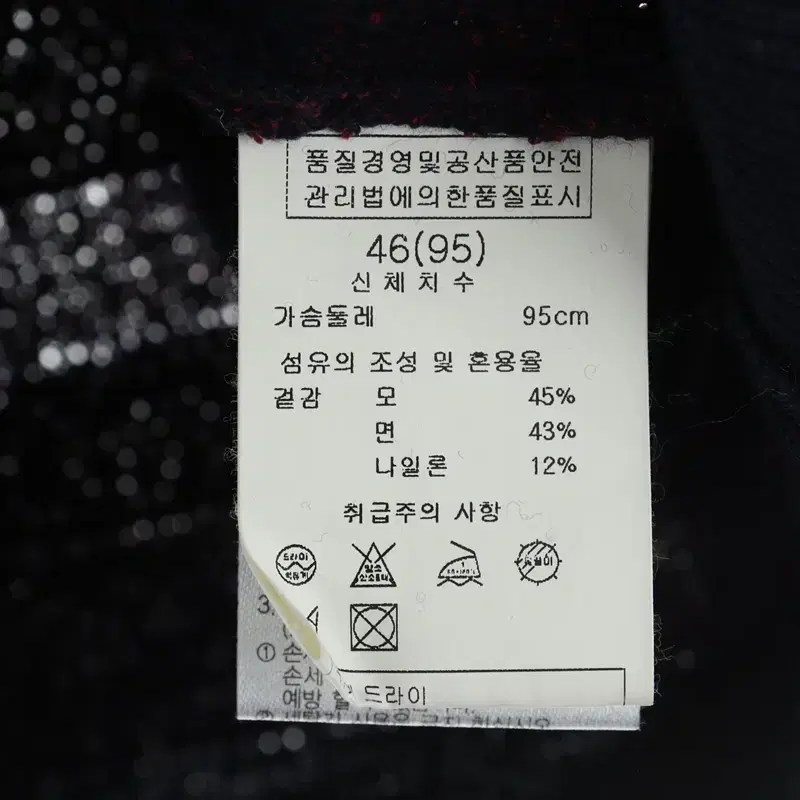 품질경영및공산품안전
관리법에의한품질표시
46(95)
신체치수
가슴둘레 95cm
섬유의 조성 및 혼용율
겉감 모 45%
면 43%
나일론 12%
취급주의 사항
드라이
3.
① 손
손세
예방
드라이